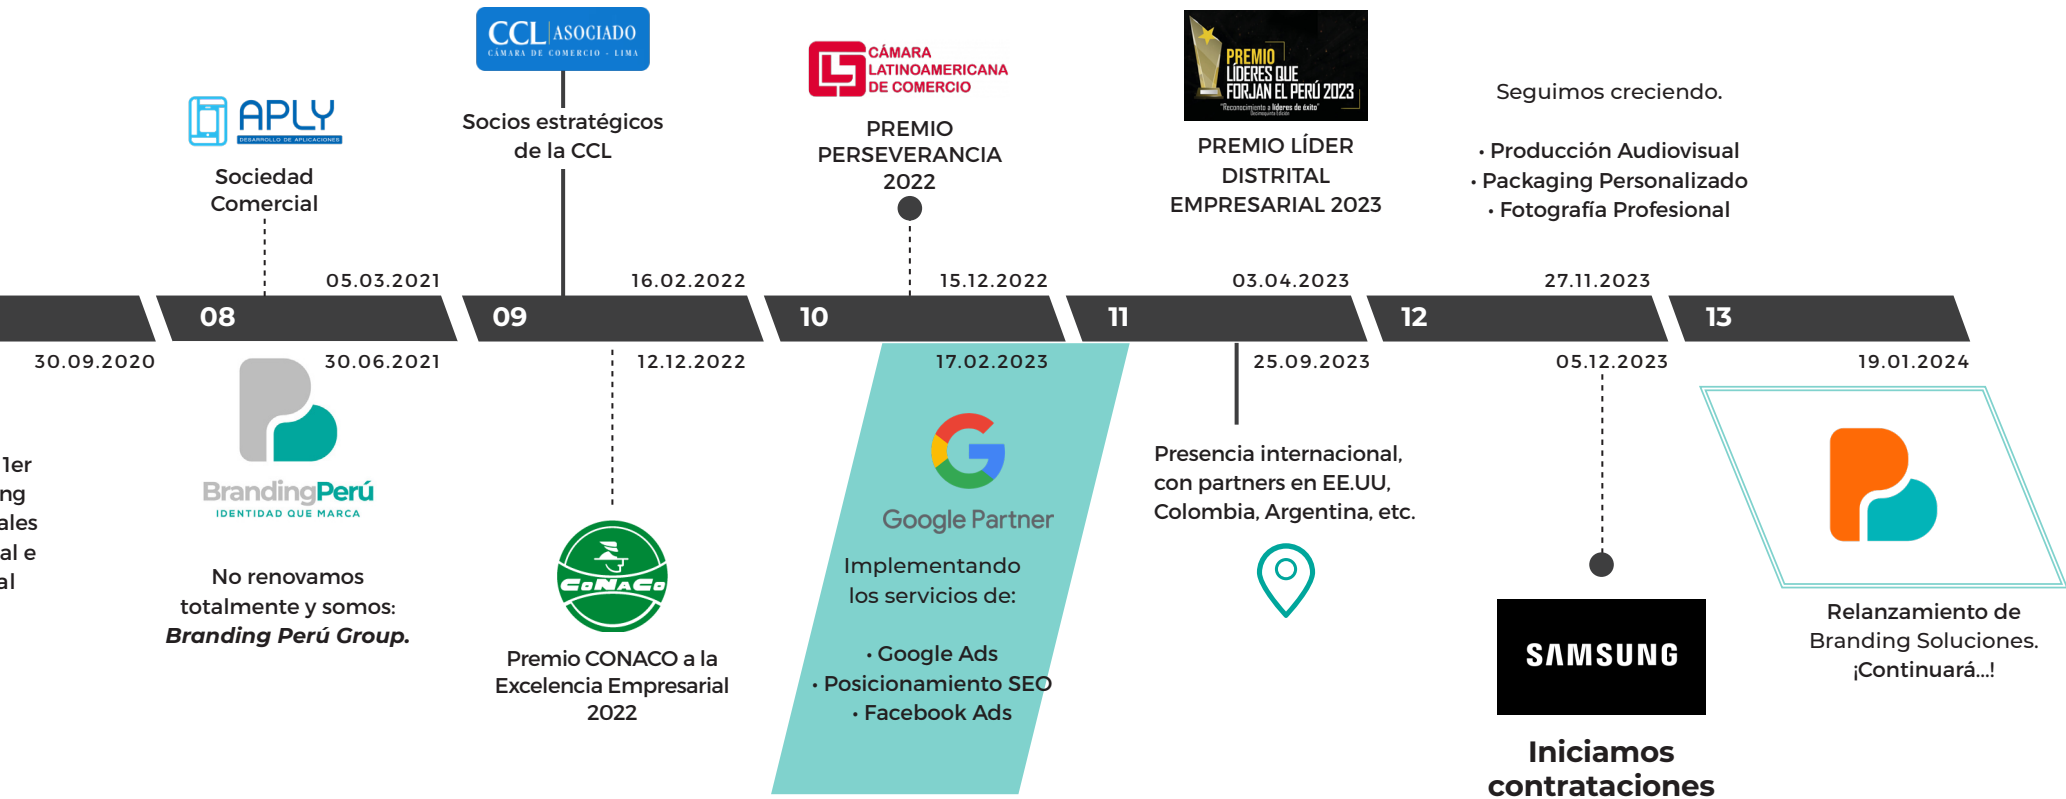 CCL ASOCIADO
CÁMARA DE COMERCIO - LIMA
Socios estratégicos
de la CCL
APLY
DESARROLLO DE APLICACIONES
Sociedad
Comercial
CÁMARA
LATINOAMERICANA
DE COMERCIO
PREMIO
PERSEVERANCIA
2022
PREMIO
LÍDERES QUE
FORJAN EL PERÚ 2023
"Reconocimiento a líderes de éxito"
Decimoquinta Edición
PREMIO LÍDER
DISTRITAL
EMPRESARIAL 2023
Seguimos creciendo.
• Producción Audiovisual
• Packaging Personalizado
• Fotografía Profesional
05.03.2021
16.02.2022
15.12.2022
03.04.2023
27.11.2023
08
09
10
11
12
13
30.09.2020
30.06.2021
12.12.2022
17.02.2023
25.09.2023
05.12.2023
19.01.2024
1er
ng
ales
al e
al
BrandingPerú
IDENTIDAD QUE MARCA
No renovamos
totalmente y somos:
Branding Perú Group.
CoNaCo
Premio CONACO a la
Excelencia Empresarial
2022
Google Partner
Implementando
los servicios de:
• Google Ads
• Posicionamiento SEO
• Facebook Ads
Presencia internacional,
con partners en EE.UU,
Colombia, Argentina, etc.
SAMSUNG
Iniciamos
contrataciones
Relanzamiento de
Branding Soluciones.
¡Continuará...!